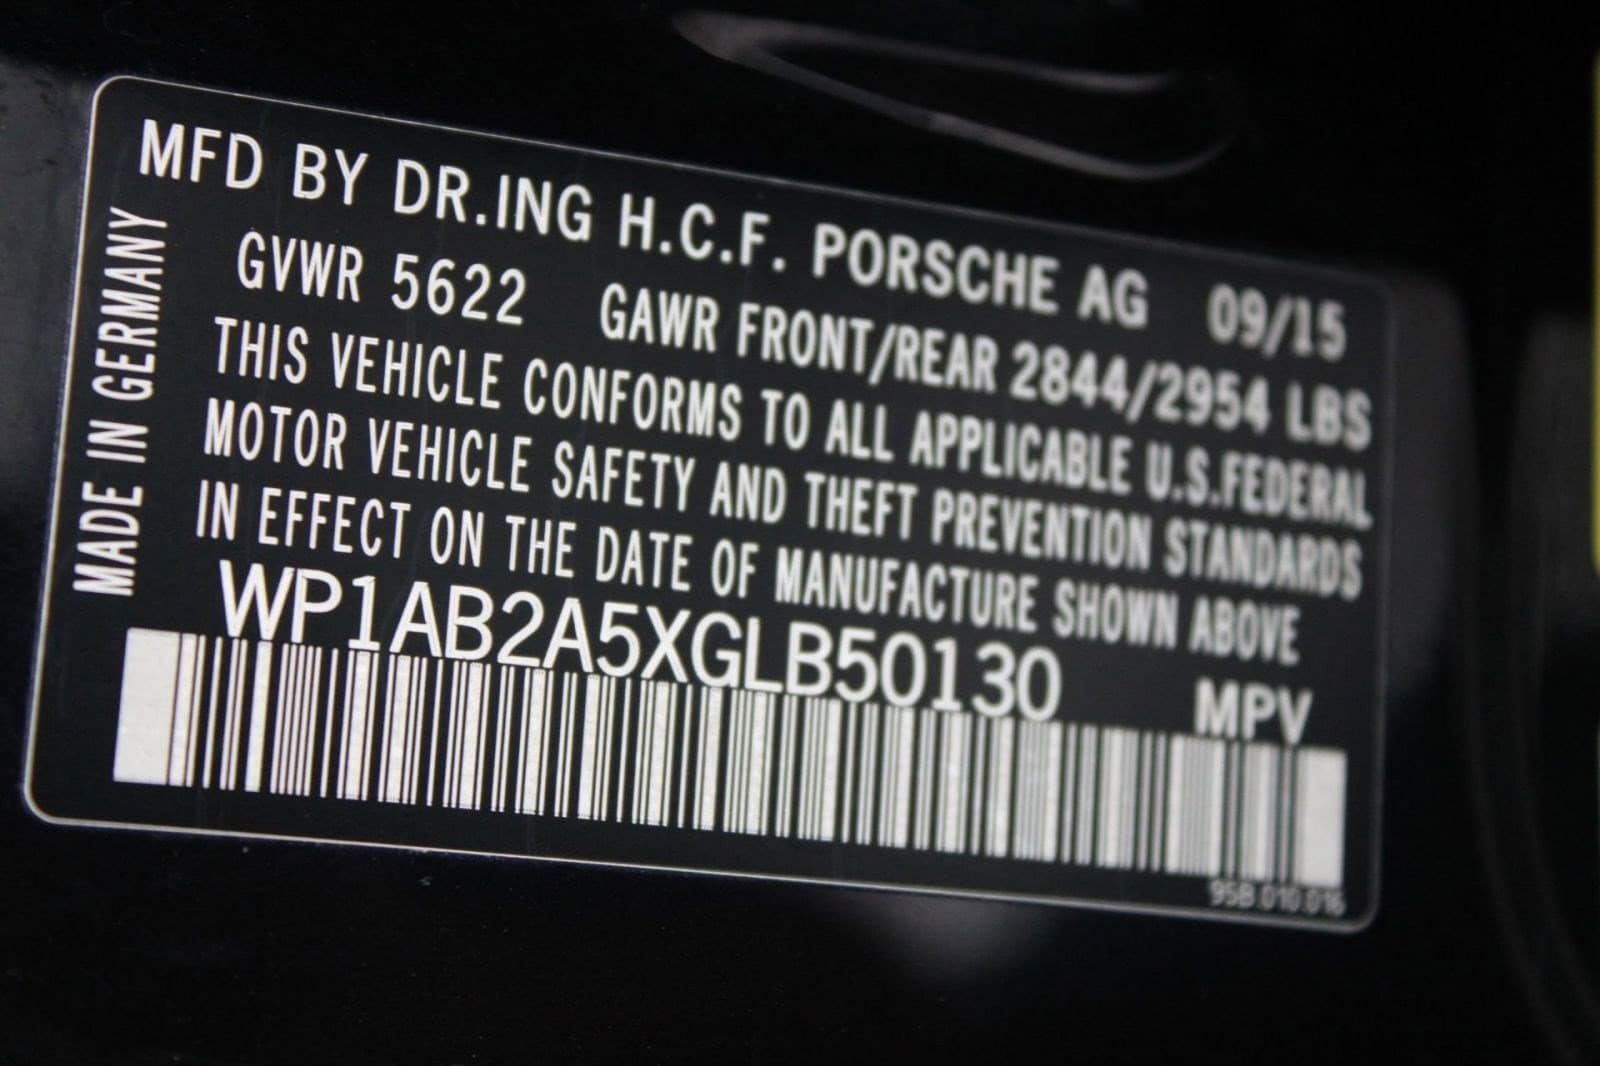 MFD BY DR.ING H.C.F. PORSCHE AG 09/15
GVWR 5622 GAWR FRONT/REAR 2844/2954 LBS
THIS VEHICLE CONFORMS TO ALL APPLICABLE U.S.FEDERAL
MOTOR VEHICLE SAFETY AND THEFT PREVENTION STANDARDS
IN EFFECT ON THE DATE OF MANUFACTURE SHOWN ABOVE
WP1AB2A5XGLB50130 MPV
95B.010.016
MADE IN GERMANY